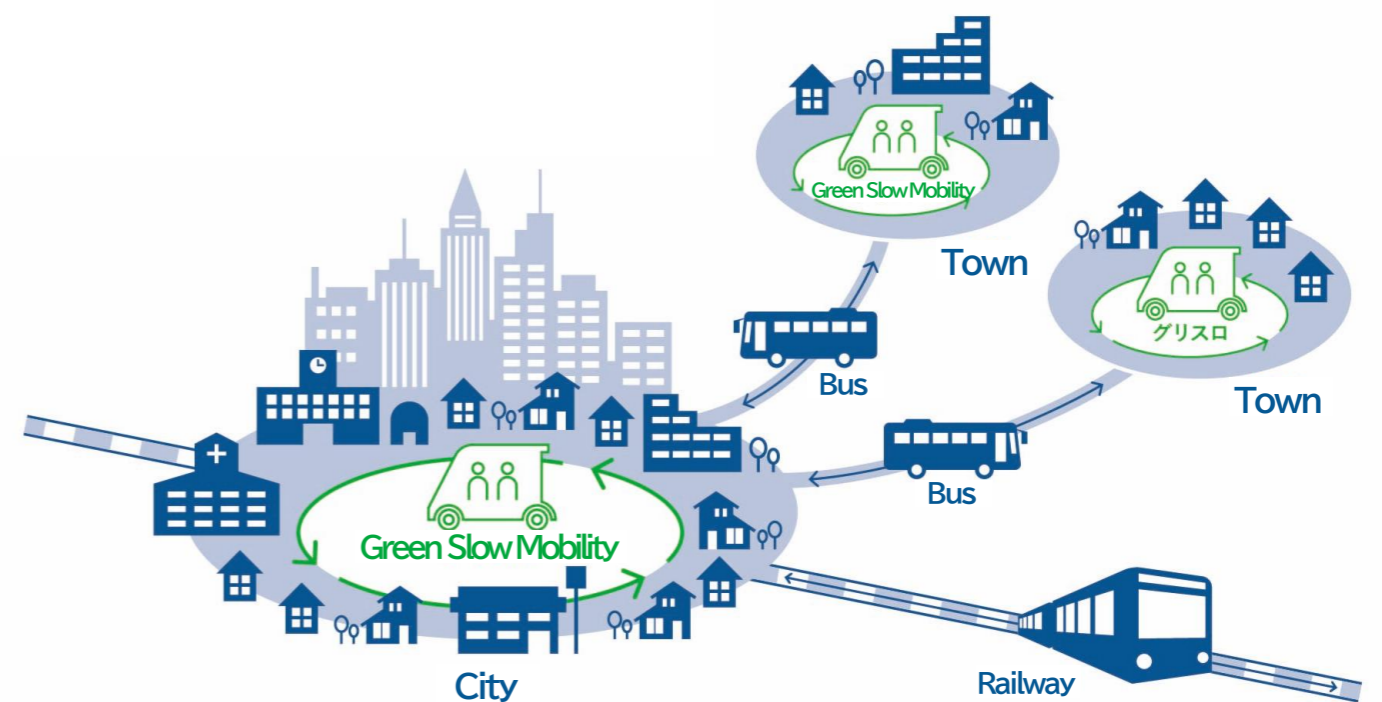 Green Slow Mobility
Town
グリスロ
Town
Bus
Bus
Green Slow Mobility
City
Railway